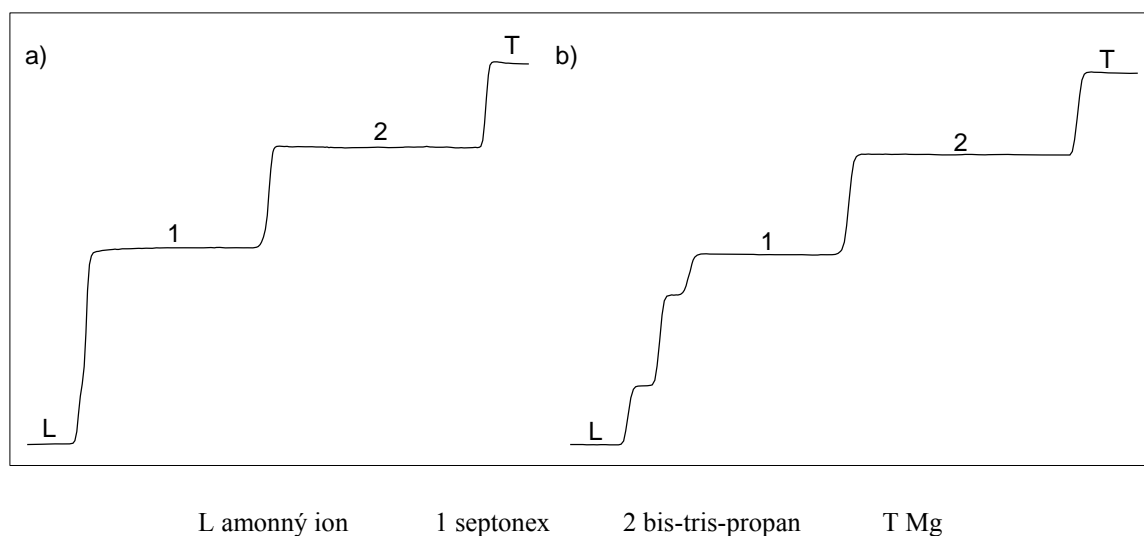 a)
L
1
2
T
b)
L
1
2
T
L amonný ion 1 septonex 2 bis-tris-propan T Mg